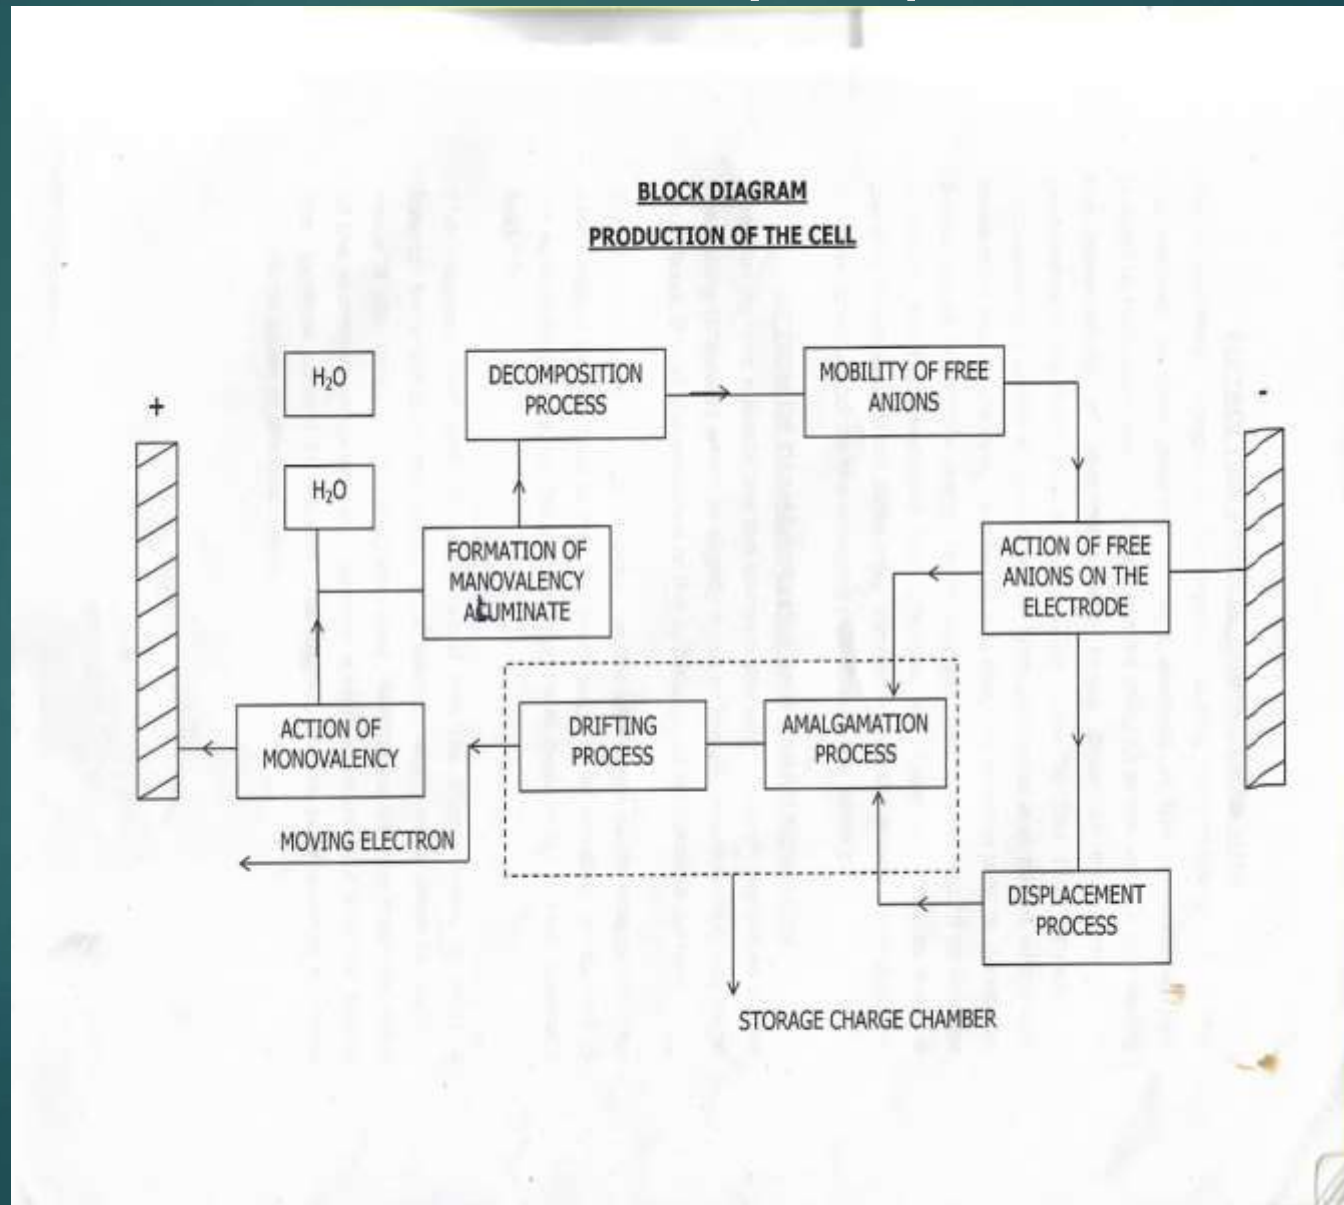 BLOCK DIAGRAM
PRODUCTION OF THE CELL
H₂O
DECOMPOSITION
PROCESS
MOBILITY OF FREE
ANIONS
+
-
H₂O
FORMATION OF
MANOVALENCY
ALUMINATE
ACTION OF FREE
ANIONS ON THE
ELECTRODE
ACTION OF
MONOVALENCY
DRIFTING
PROCESS
AMALGAMATION
PROCESS
MOVING ELECTRON
DISPLACEMENT
PROCESS
STORAGE CHARGE CHAMBER